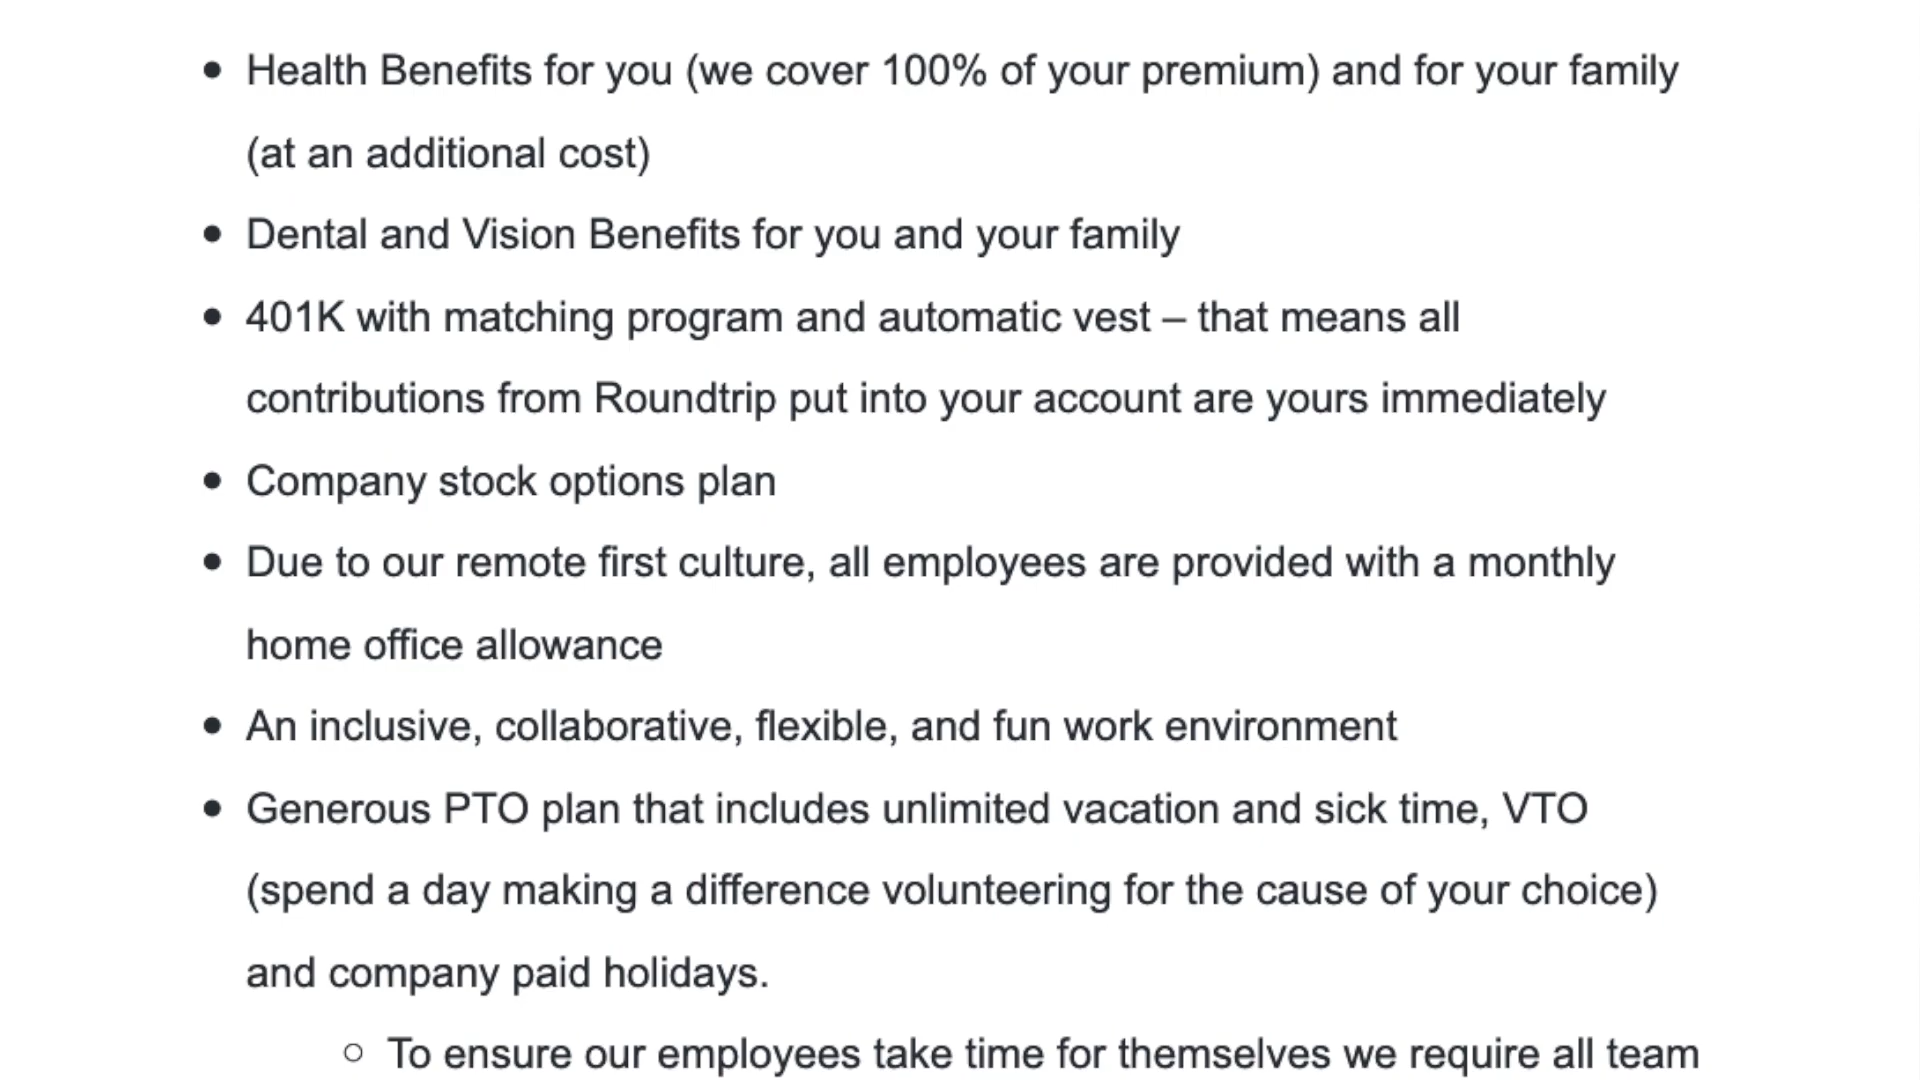 • Health Benefits for you (we cover 100% of your premium) and for your family
(at an additional cost)
• Dental and Vision Benefits for you and your family
• 401K with matching program and automatic vest – that means all
contributions from Roundtrip put into your account are yours immediately
• Company stock options plan
• Due to our remote first culture, all employees are provided with a monthly
home office allowance
• An inclusive, collaborative, flexible, and fun work environment
• Generous PTO plan that includes unlimited vacation and sick time, VTO
(spend a day making a difference volunteering for the cause of your choice)
and company paid holidays.
○ To ensure our employees take time for themselves we require all team